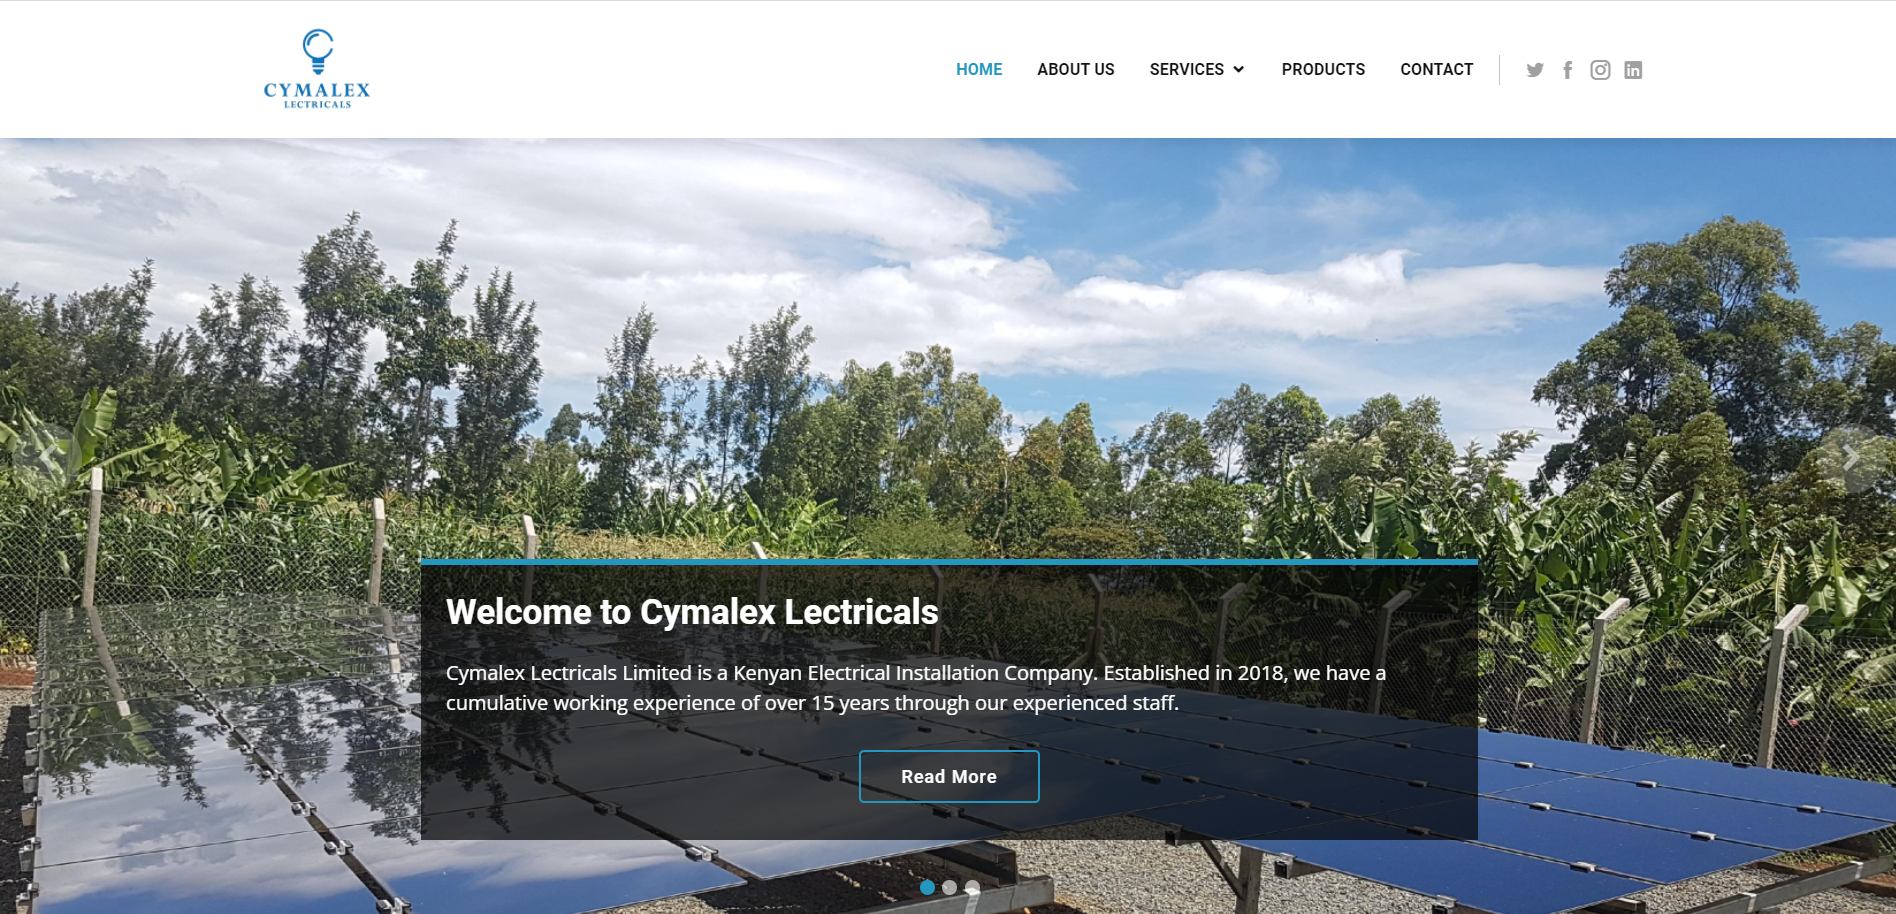 CYMALEX
LECTRICALS
HOME ABOUT US SERVICES PRODUCTS CONTACT
Welcome to Cymalex Lectricals
Cymalex Lectricals Limited is a Kenyan Electrical Installation Company. Established in 2018, we have a
cumulative working experience of over 15 years through our experienced staff.
Read More